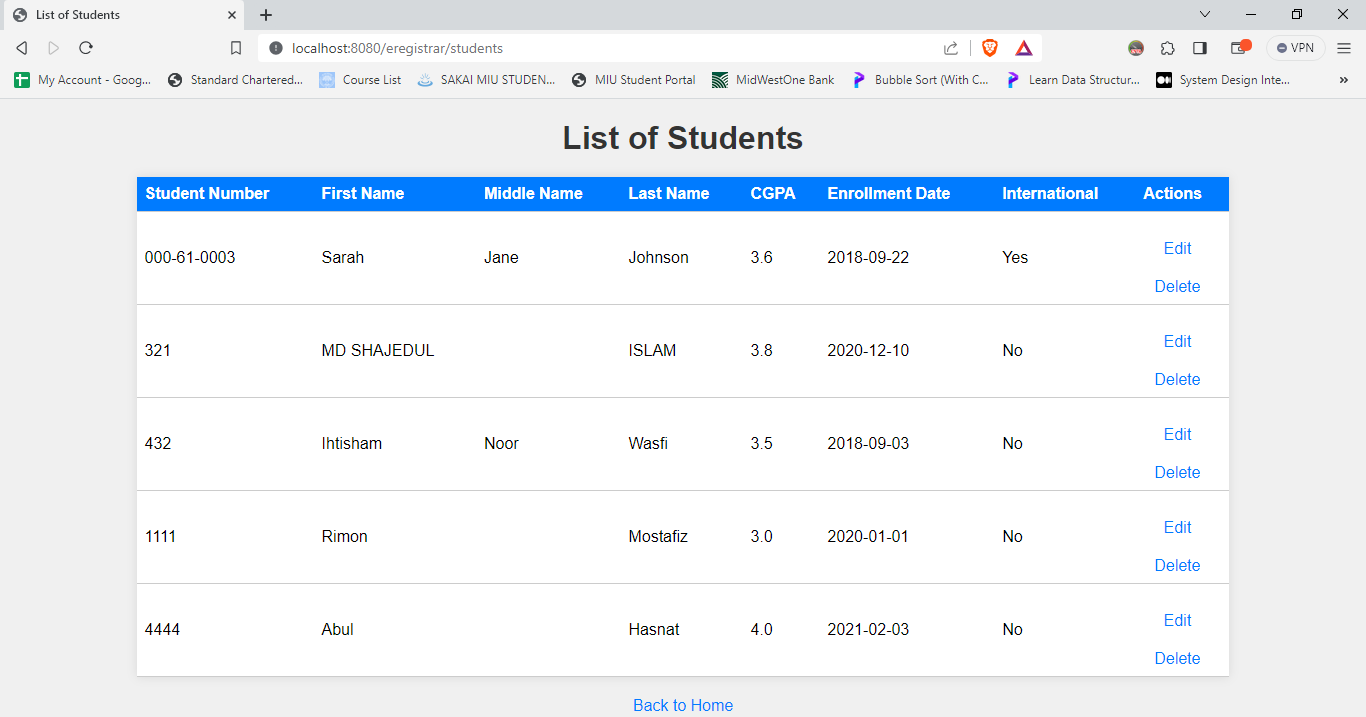 List of Students
localhost:8080/eregistrar/students
VPN
My Account - Goog... Standard Chartered... Course List SAKAI MIU STUDEN... MIU Student Portal MidWestOne Bank Bubble Sort (With C... Learn Data Structur... System Design Inte... »
List of Students
Student Number First Name Middle Name Last Name CGPA Enrollment Date International Actions
000-61-0003 Sarah Jane Johnson 3.6 2018-09-22 Yes Edit
Delete
321 MD SHAJEDUL ISLAM 3.8 2020-12-10 No Edit
Delete
432 Ihtisham Noor Wasfi 3.5 2018-09-03 No Edit
Delete
1111 Rimon Mostafiz 3.0 2020-01-01 No Edit
Delete
4444 Abul Hasnat 4.0 2021-02-03 No Edit
Delete
Back to Home